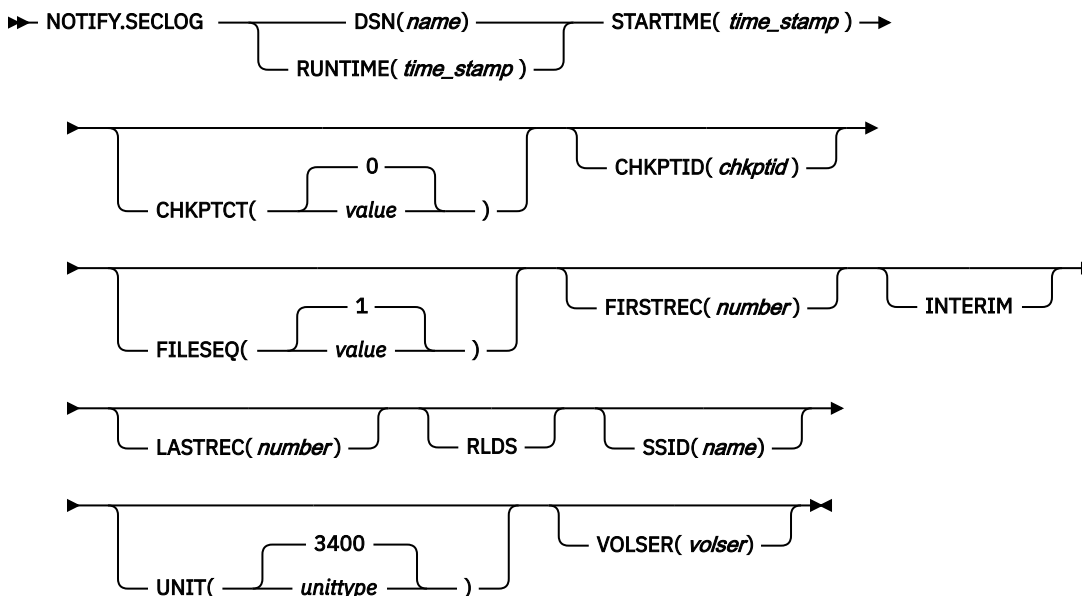 NOTIFY.SECLOG DSN(name) STARTIME( time_stamp )
RUNTIME( time_stamp )
0
CHKPTID( chkptid )
CHKPTCT( value )
1
FIRSTREC( number ) INTERIM
FILESEQ( value )
LASTREC( number ) RLDS SSID( name )
3400
VOLSER( volser )
UNIT( unittype )